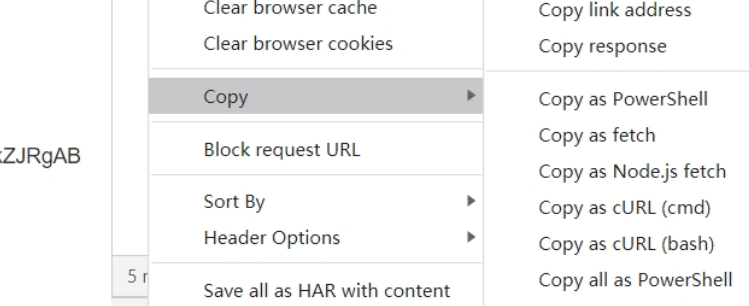 Clear browser cache
Clear browser cookies
Copy
Block request URL
Sort By
Header Options
Save all as HAR with content
Copy link address
Copy response
Copy as PowerShell
Copy as fetch
Copy as Node.js fetch
Copy as cURL (cmd)
Copy as cURL (bash)
Copy all as PowerShell
ZJRgAB
5 r